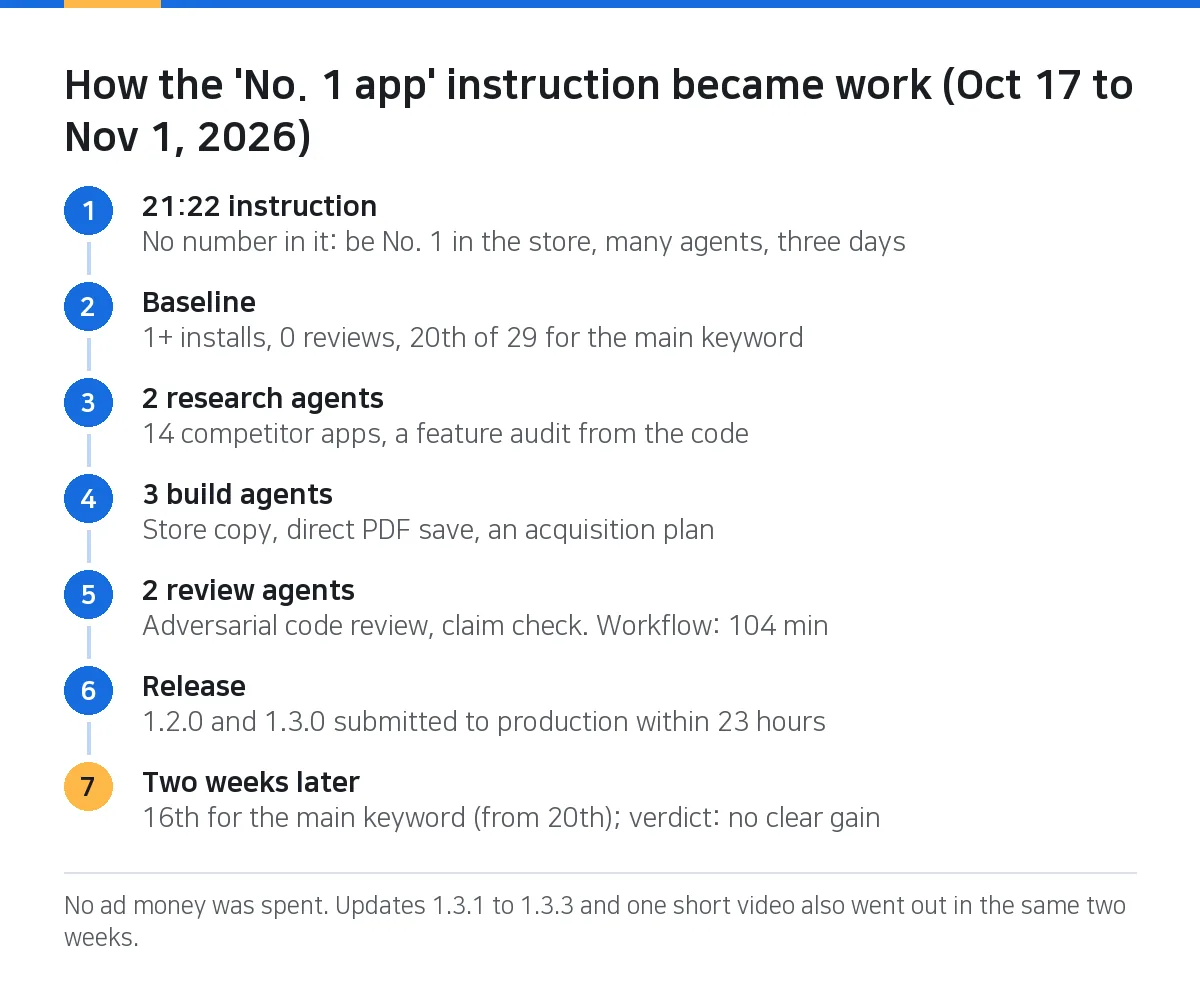 How the 'No. 1 app' instruction became work (Oct 17 to
Nov 1, 2026)
1
21:22 instruction
No number in it: be No. 1 in the store, many agents, three days
2
Baseline
1+ installs, 0 reviews, 20th of 29 for the main keyword
3
2 research agents
14 competitor apps, a feature audit from the code
4
3 build agents
Store copy, direct PDF save, an acquisition plan
5
2 review agents
Adversarial code review, claim check. Workflow: 104 min
6
Release
1.2.0 and 1.3.0 submitted to production within 23 hours
7
Two weeks later
16th for the main keyword (from 20th); verdict: no clear gain
No ad money was spent. Updates 1.3.1 to 1.3.3 and one short video also went out in the same two
weeks.